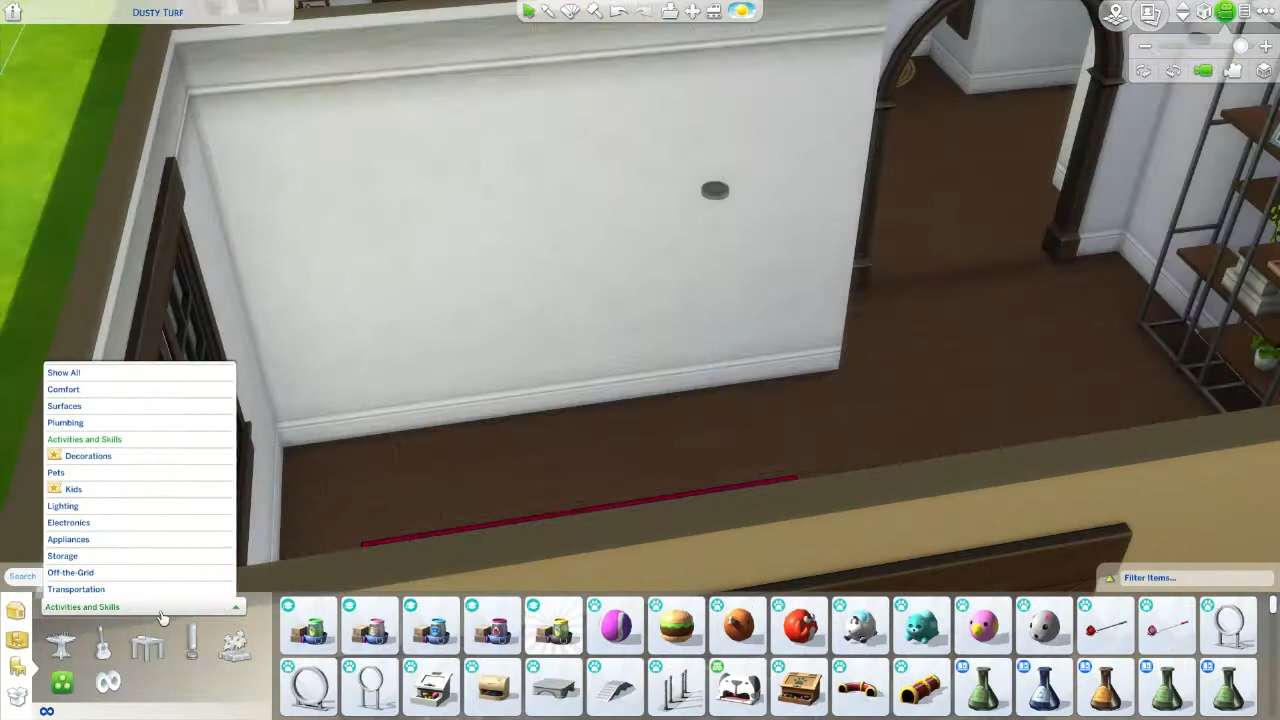 DUSTY TURF
Show All
Comfort
Surfaces
Plumbing
Activities and Skills
Decorations
Pets
Kids
Lighting
Electronics
Appliances
Storage
Off-the-Grid
Transportation
Search
Activities and Skills
Filter Items...